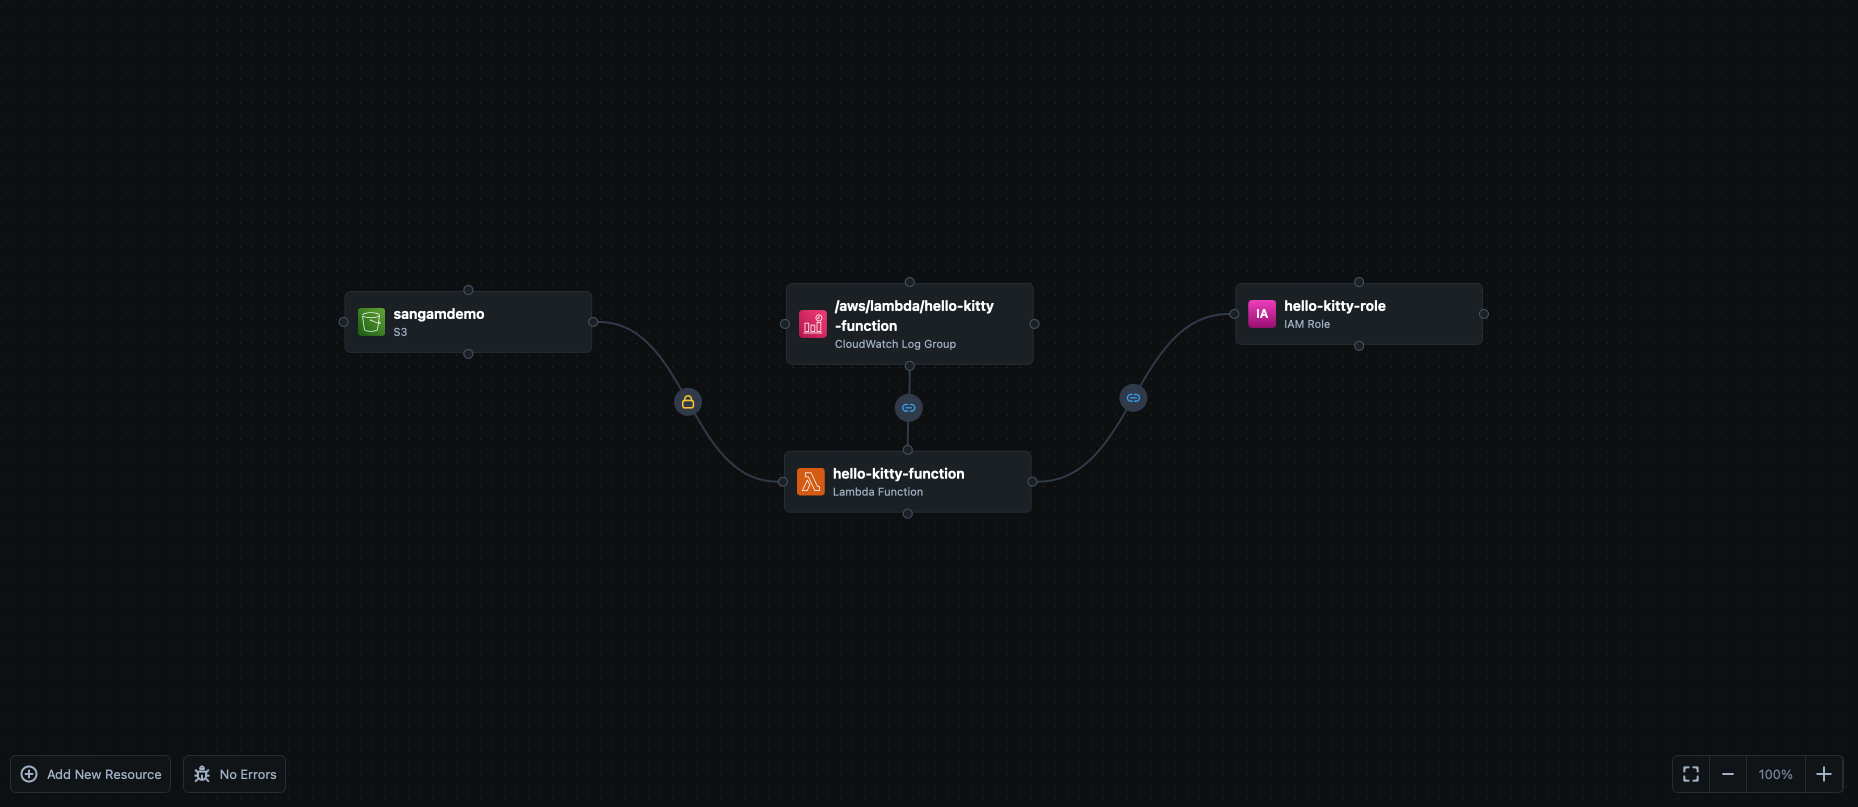 sangamdemo
S3
/aws/lambda/hello-kitty
-function
CloudWatch Log Group
IA
hello-kitty-role
IAM Role
hello-kitty-function
Lambda Function
Add New Resource
No Errors
100%